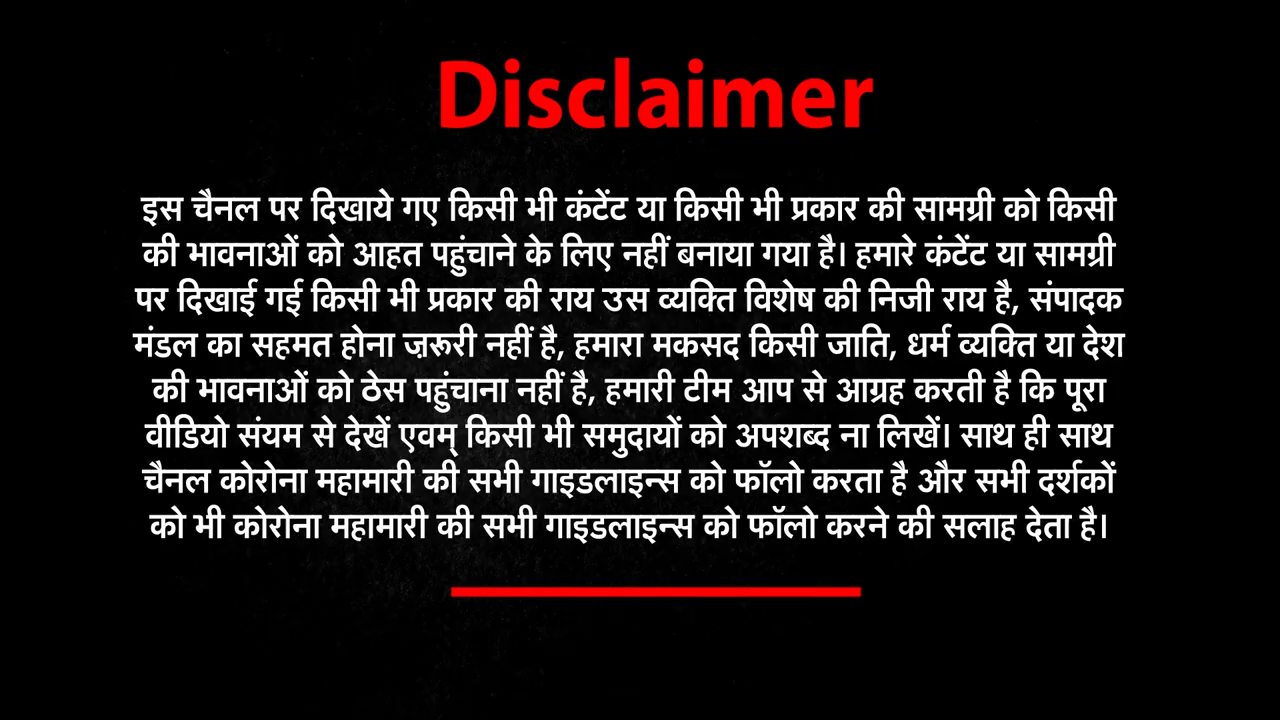 Disclaimer
इस चैनल पर दिखाये गए किसी भी कंटेंट या किसी भी प्रकार की सामग्री को किसी
की भावनाओं को आहत पहुंचाने के लिए नहीं बनाया गया है। हमारे कंटेंट या सामग्री
पर दिखाई गई किसी भी प्रकार की राय उस व्यक्ति विशेष की निजी राय है, संपादक
मंडल का सहमत होना ज़रूरी नहीं है, हमारा मकसद किसी जाति, धर्म व्यक्ति या देश
की भावनाओं को ठेस पहुंचाना नहीं है, हमारी टीम आप से आग्रह करती है कि पूरा
वीडियो संयम से देखें एवम् किसी भी समुदायों को अपशब्द ना लिखें। साथ ही साथ
चैनल कोरोना महामारी की सभी गाइडलाइन्स को फॉलो करता है और सभी दर्शकों
को भी कोरोना महामारी की सभी गाइडलाइन्स को फॉलो करने की सलाह देता है।